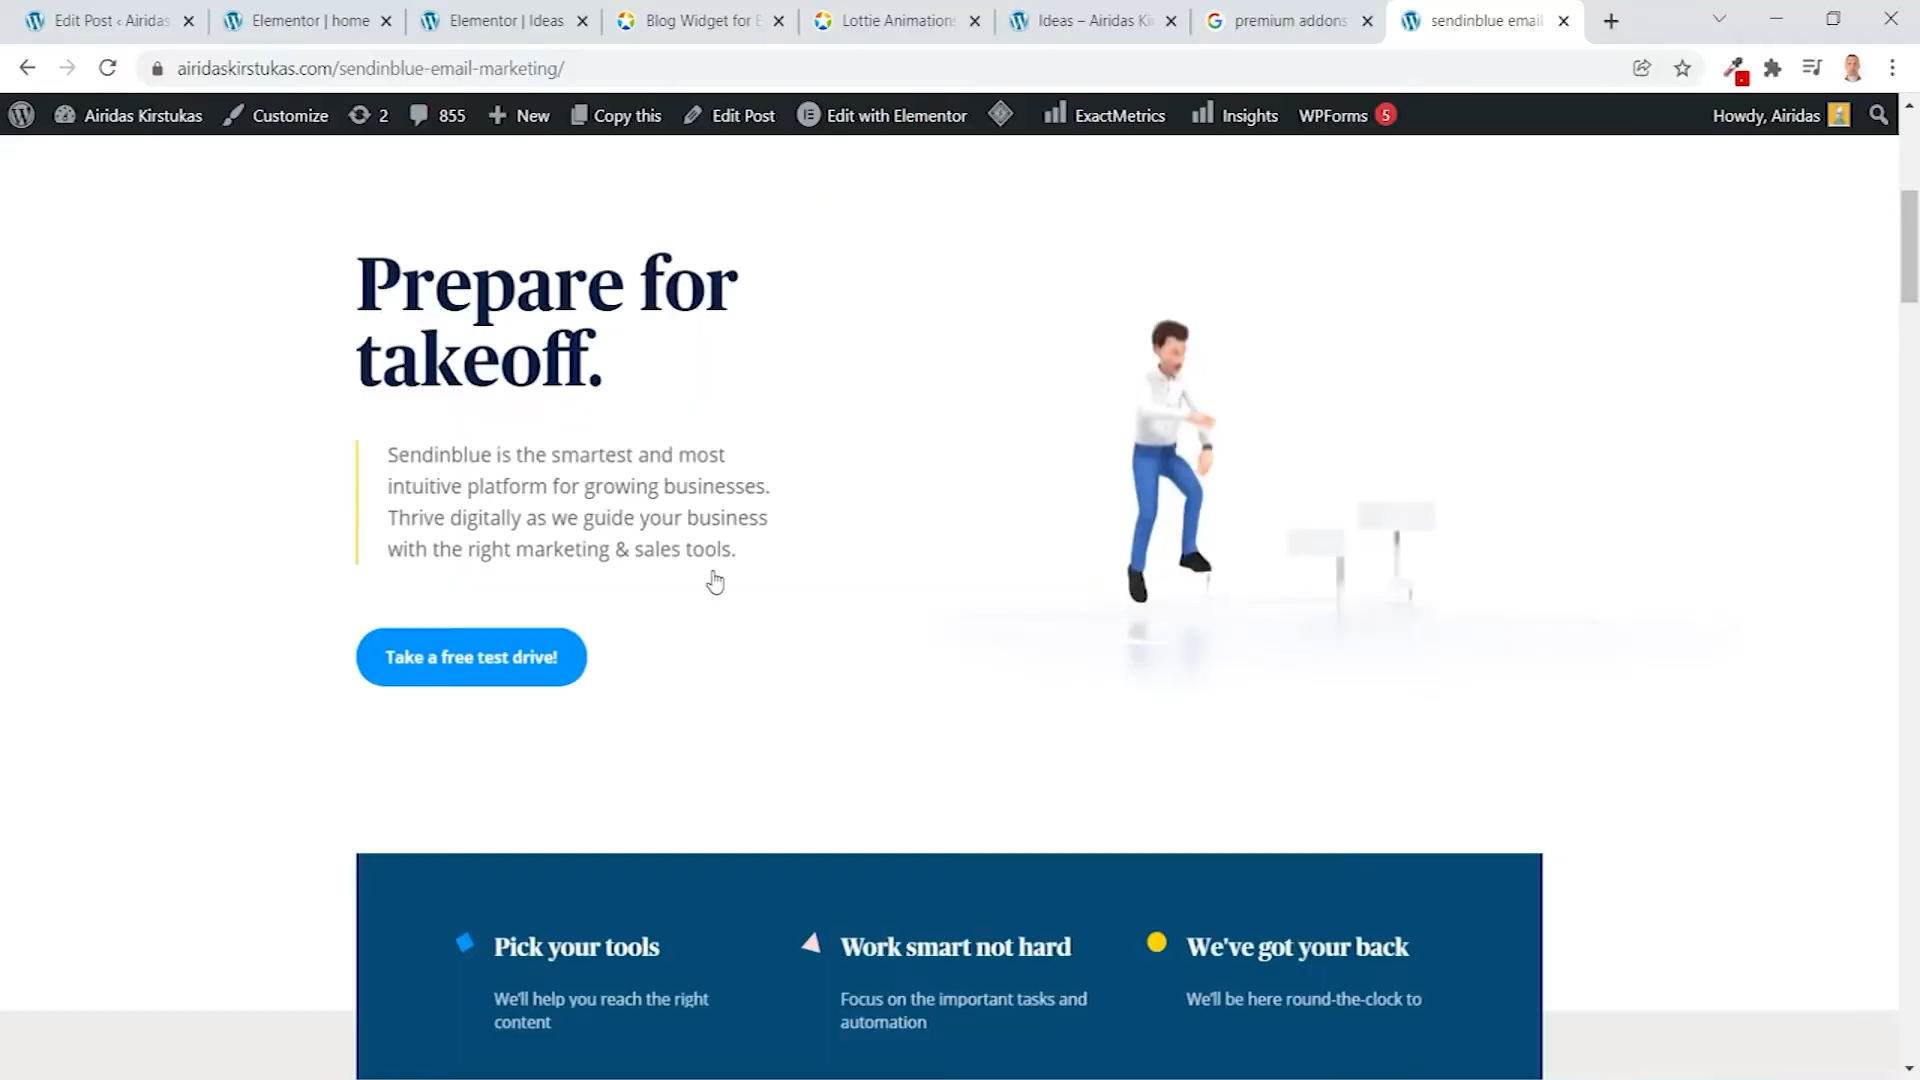 Edit Post ‹ Airidas
Elementor | home
Elementor | Ideas
Blog Widget for E
Lottie Animations
Ideas – Airidas Ki
premium addons
sendinblue email
airidaskirstukas.com/sendinblue-email-marketing/
Airidas Kirstukas
Customize
2
855
New
Copy this
Edit Post
Edit with Elementor
ExactMetrics
Insights
WPForms 5
Howdy, Airidas
Prepare for
takeoff.
Sendinblue is the smartest and most
intuitive platform for growing businesses.
Thrive digitally as we guide your business
with the right marketing & sales tools.
Take a free test drive!
Pick your tools
We'll help you reach the right
content
Work smart not hard
Focus on the important tasks and
automation
We've got your back
We'll be here round-the-clock to